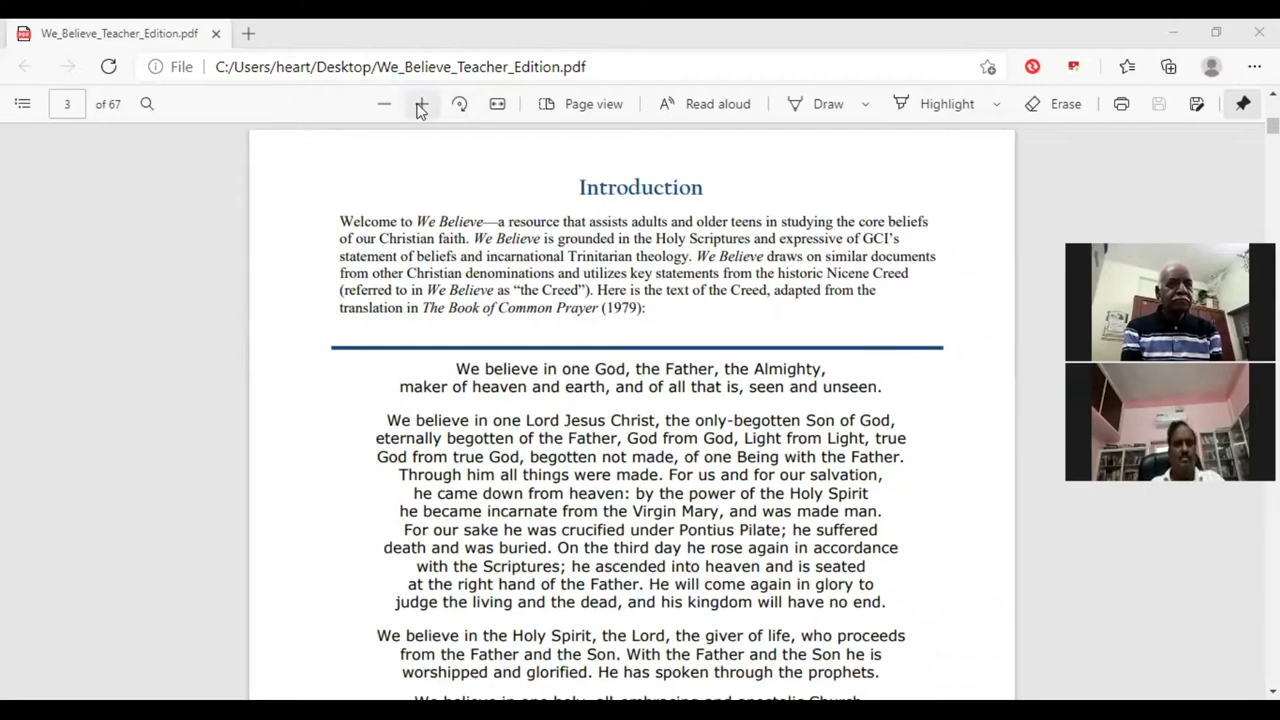 We_Believe_Teacher_Edition.pdf
File C:/Users/heart/Desktop/We_Believe_Teacher_Edition.pdf
3 of 67 Page view Read aloud Draw Highlight Erase
Introduction
Welcome to We Believe—a resource that assists adults and older teens in studying the core beliefs
of our Christian faith. We Believe is grounded in the Holy Scriptures and expressive of GCI’s
statement of beliefs and incarnational Trinitarian theology. We Believe draws on similar documents
from other Christian denominations and utilizes key statements from the historic Nicene Creed
(referred to in We Believe as “the Creed”). Here is the text of the Creed, adapted from the
translation in The Book of Common Prayer (1979):
We believe in one God, the Father, the Almighty,
maker of heaven and earth, and of all that is, seen and unseen.
We believe in one Lord Jesus Christ, the only-begotten Son of God,
eternally begotten of the Father, God from God, Light from Light, true
God from true God, begotten not made, of one Being with the Father.
Through him all things were made. For us and for our salvation,
he came down from heaven: by the power of the Holy Spirit
he became incarnate from the Virgin Mary, and was made man.
For our sake he was crucified under Pontius Pilate; he suffered
death and was buried. On the third day he rose again in accordance
with the Scriptures; he ascended into heaven and is seated
at the right hand of the Father. He will come again in glory to
judge the living and the dead, and his kingdom will have no end.
We believe in the Holy Spirit, the Lord, the giver of life, who proceeds
from the Father and the Son. With the Father and the Son he is
worshipped and glorified. He has spoken through the prophets.
We believe in one holy, all-embracing and apostolic Church